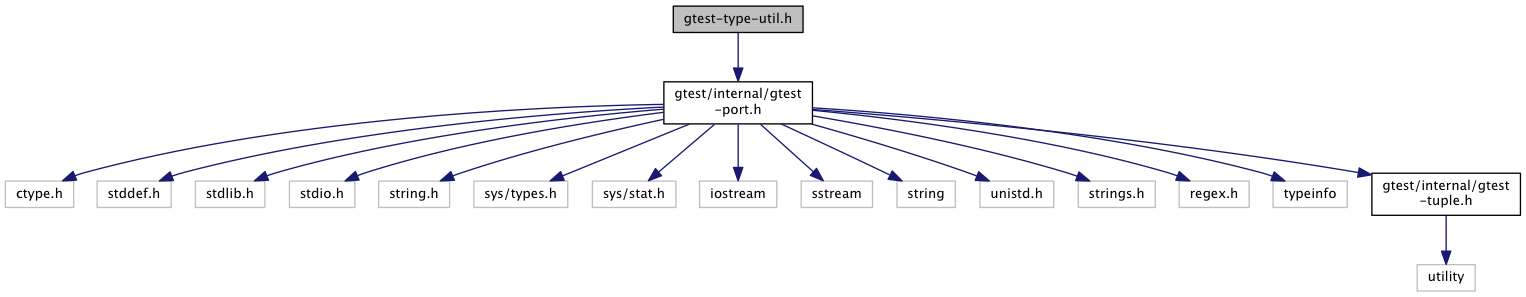 gtest-type-util.h
gtest/internal/gtest
-port.h
ctype.h
stddef.h
stdlib.h
stdio.h
string.h
sys/types.h
sys/stat.h
iostream
sstream
string
unistd.h
strings.h
regex.h
typeinfo
gtest/internal/gtest
-tuple.h
utility